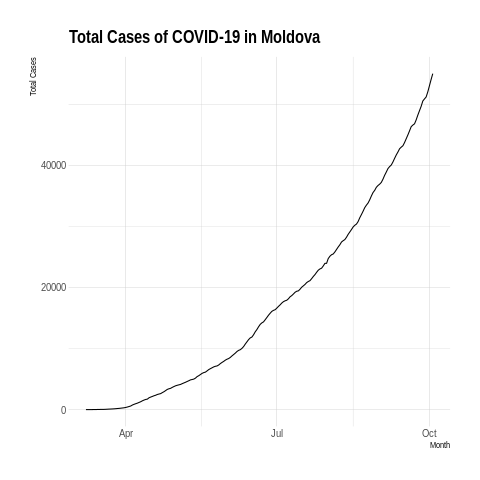 Total Cases of COVID-19 in Moldova
Total Cases
40000
20000
0
Apr
Jul
Oct
Month